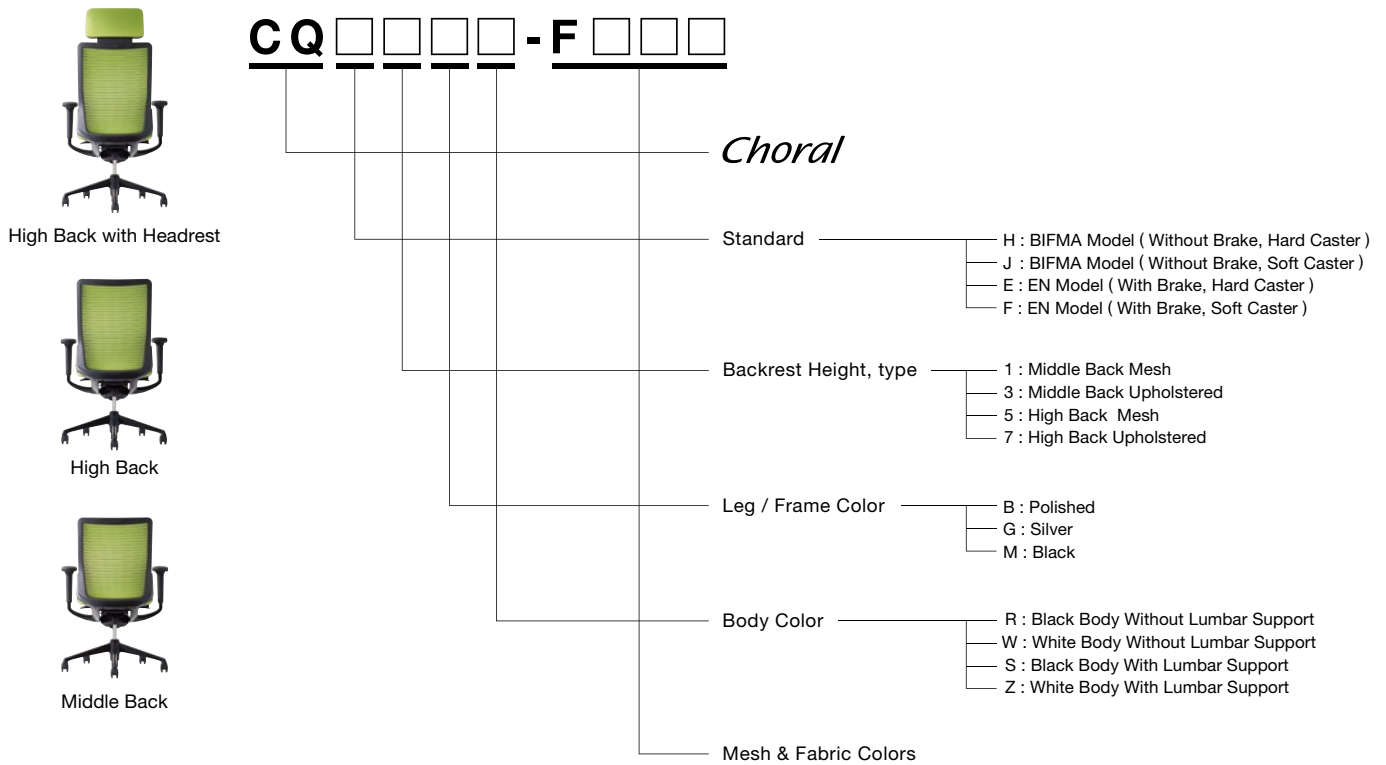 CQ□□□□-F□□□
Choral
High Back with Headrest
Standard
H : BIFMA Model ( Without Brake, Hard Caster )
J : BIFMA Model ( Without Brake, Soft Caster )
E : EN Model ( With Brake, Hard Caster )
F : EN Model ( With Brake, Soft Caster )
High Back
Backrest Height, type
1 : Middle Back Mesh
3 : Middle Back Upholstered
5 : High Back Mesh
7 : High Back Upholstered
Leg / Frame Color
B : Polished
G : Silver
M : Black
Middle Back
Body Color
R : Black Body Without Lumbar Support
W : White Body Without Lumbar Support
S : Black Body With Lumbar Support
Z : White Body With Lumbar Support
Mesh & Fabric Colors